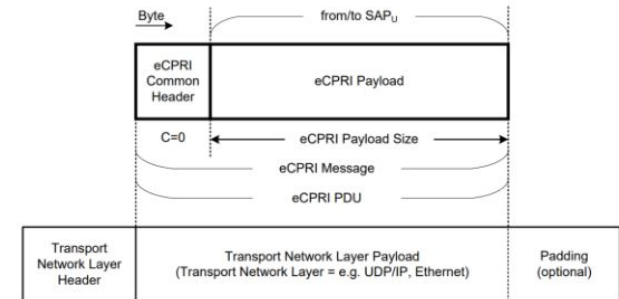 Byte
from/to SAPU
eCPRI
Common
Header
eCPRI Payload
C=0
eCPRI Payload Size
eCPRI Message
eCPRI PDU
Transport
Network Layer
Header
Transport Network Layer Payload
(Transport Network Layer = e.g. UDP/IP, Ethernet)
Padding
(optional)